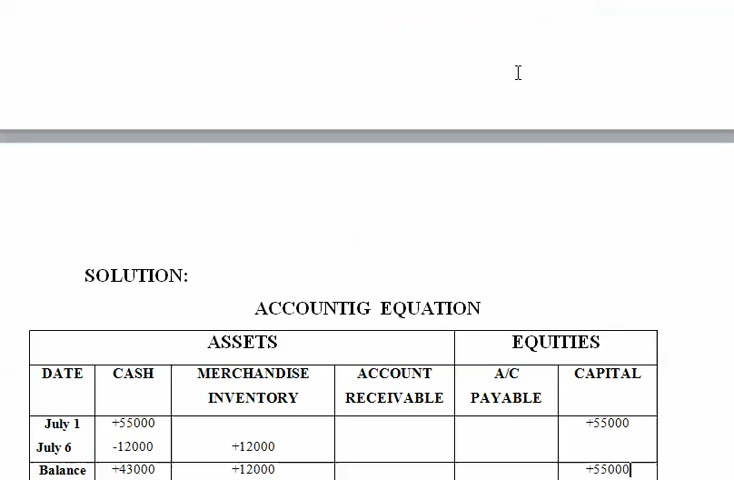 SOLUTION:
ACCOUNTIG EQUATION
ASSETS EQUITIES
DATE CASH MERCHANDISE INVENTORY ACCOUNT RECEIVABLE A/C PAYABLE CAPITAL
July 1 +55000 +55000
July 6 -12000 +12000
Balance +43000 +12000 +55000